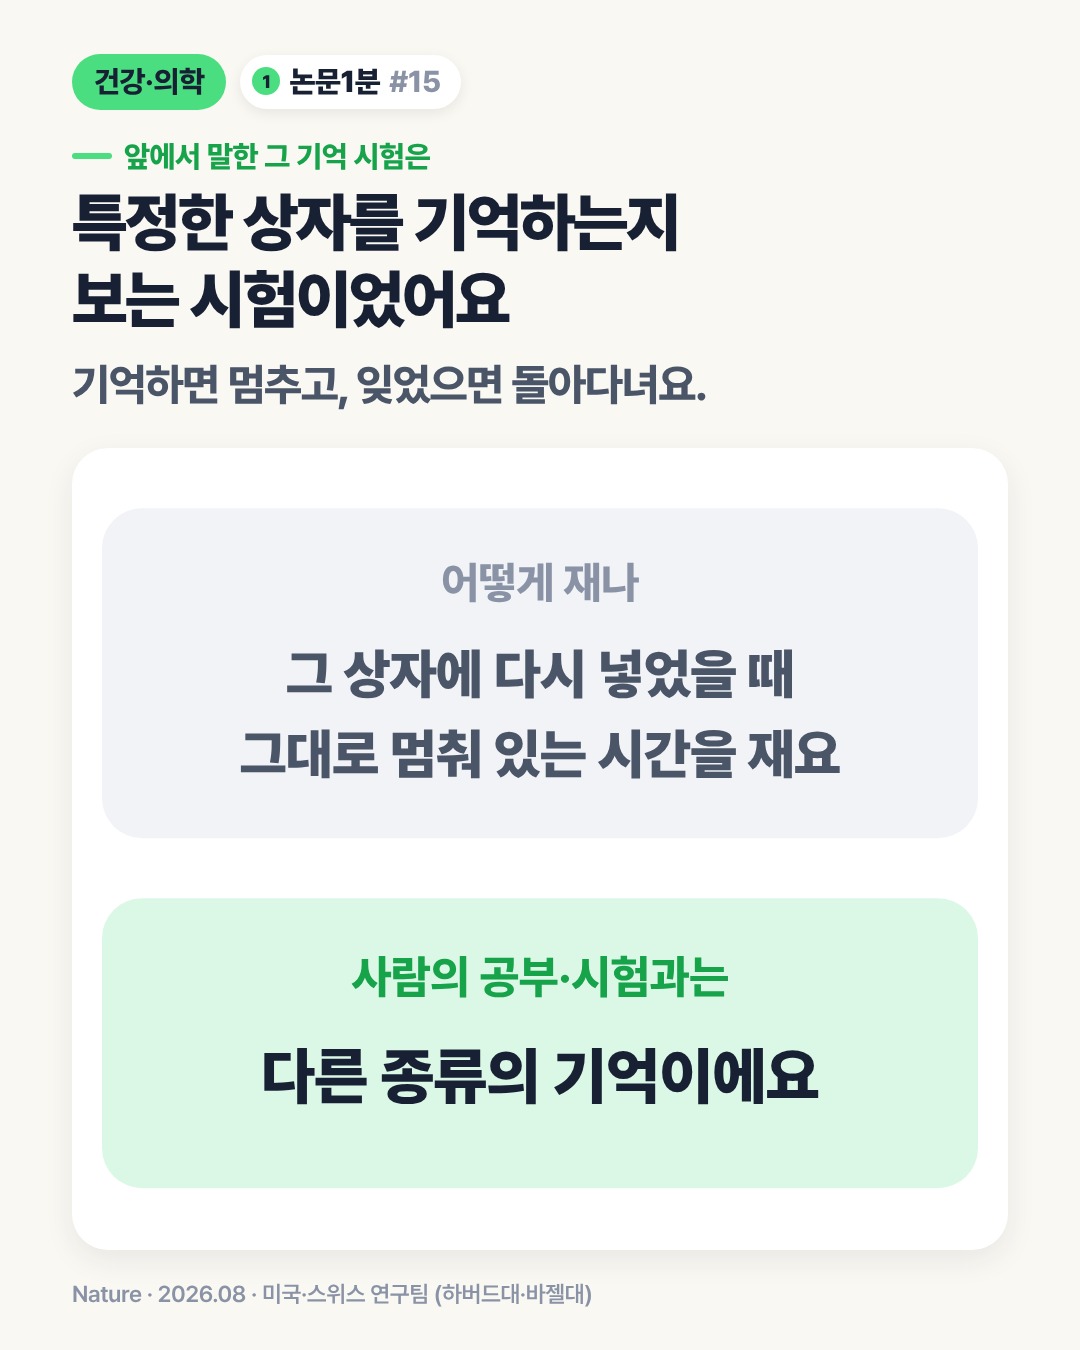 건강·의학
1 논문1분 #15
앞에서 말한 그 기억 시험은
특정한 상자를 기억하는지
보는 시험이었어요
기억하면 멈추고, 잊었으면 돌아다녀요.
어떻게 재나
그 상자에 다시 넣었을 때
그대로 멈춰 있는 시간을 재요
사람의 공부·시험과는
다른 종류의 기억이에요
Nature · 2026.08 · 미국·스위스 연구팀 (하버드대·바젤대)